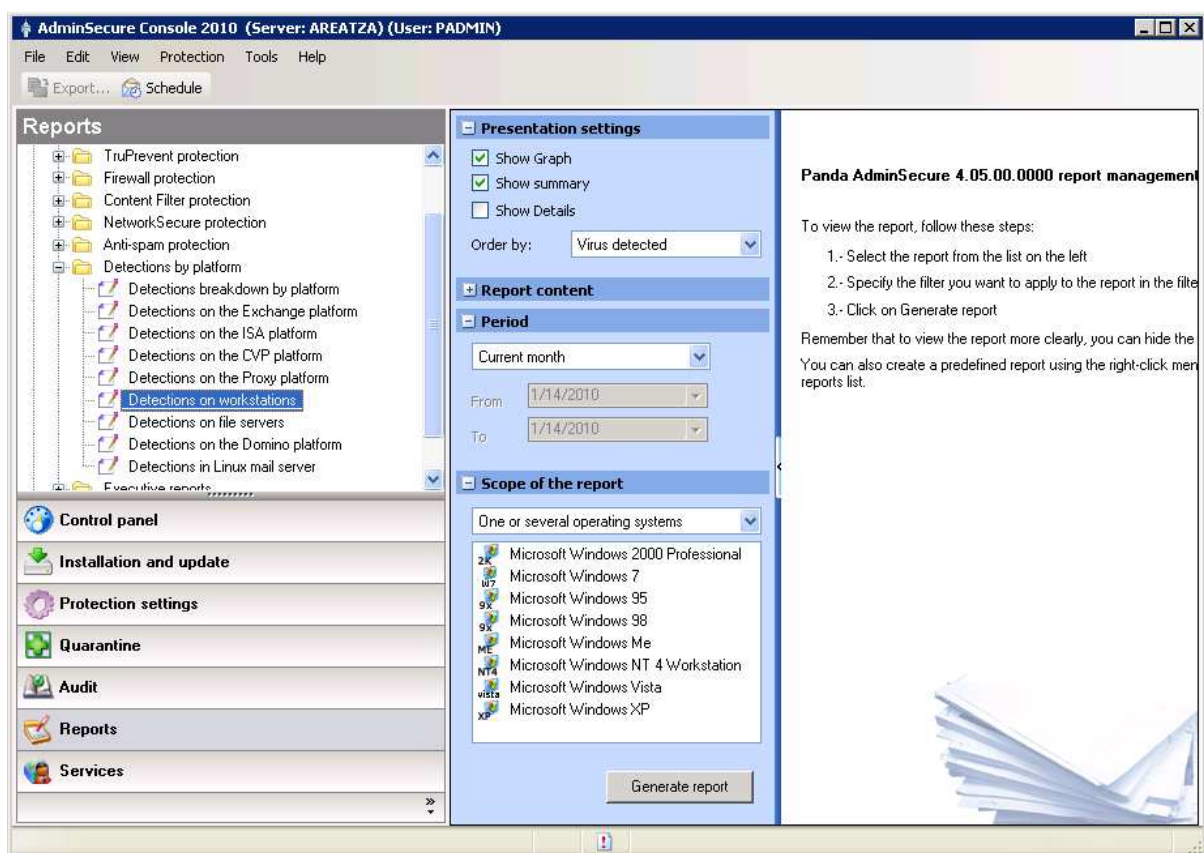 AdminSecure Console 2010 (Server: AREATZA) (User: PADMIN)
File Edit View Protection Tools Help
Export... Schedule
Reports
TruPrevent protection
Firewall protection
Content Filter protection
NetworkSecure protection
Anti-spam protection
Detections by platform
Detections breakdown by platform
Detections on the Exchange platform
Detections on the ISA platform
Detections on the CVP platform
Detections on the Proxy platform
Detections on workstations
Detections on file servers
Detections on the Domino platform
Detections in Linux mail server
Executive reports
Control panel
Installation and update
Protection settings
Quarantine
Audit
Reports
Services
Presentation settings
Show Graph
Show summary
Show Details
Order by: Virus detected
Report content
Period
Current month
From 1/14/2010
To 1/14/2010
Scope of the report
One or several operating systems
2K Microsoft Windows 2000 Professional
W7 Microsoft Windows 7
9X Microsoft Windows 95
9X Microsoft Windows 98
ME Microsoft Windows Me
NT4 Microsoft Windows NT 4 Workstation
vista Microsoft Windows Vista
XP Microsoft Windows XP
Generate report
Panda AdminSecure 4.05.00.0000 report management
To view the report, follow these steps:
1.- Select the report from the list on the left
2.- Specify the filter you want to apply to the report in the filte
3.- Click on Generate report
Remember that to view the report more clearly, you can hide the
You can also create a predefined report using the right-click men
reports list.